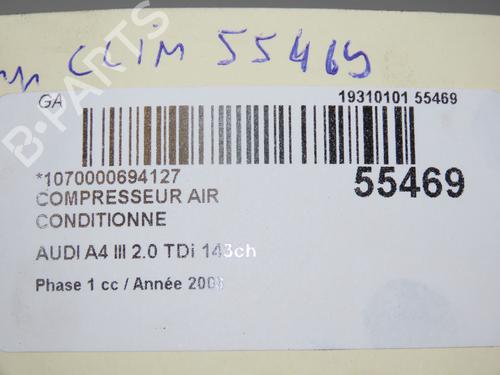 CLIM 55469
GA
19310101 55469
*1070000694127
55469
COMPRESSEUR AIR
CONDITIONNE
AUDI A4 III 2.0 TDi 143ch
Phase 1 cc / Année
B-PARTS